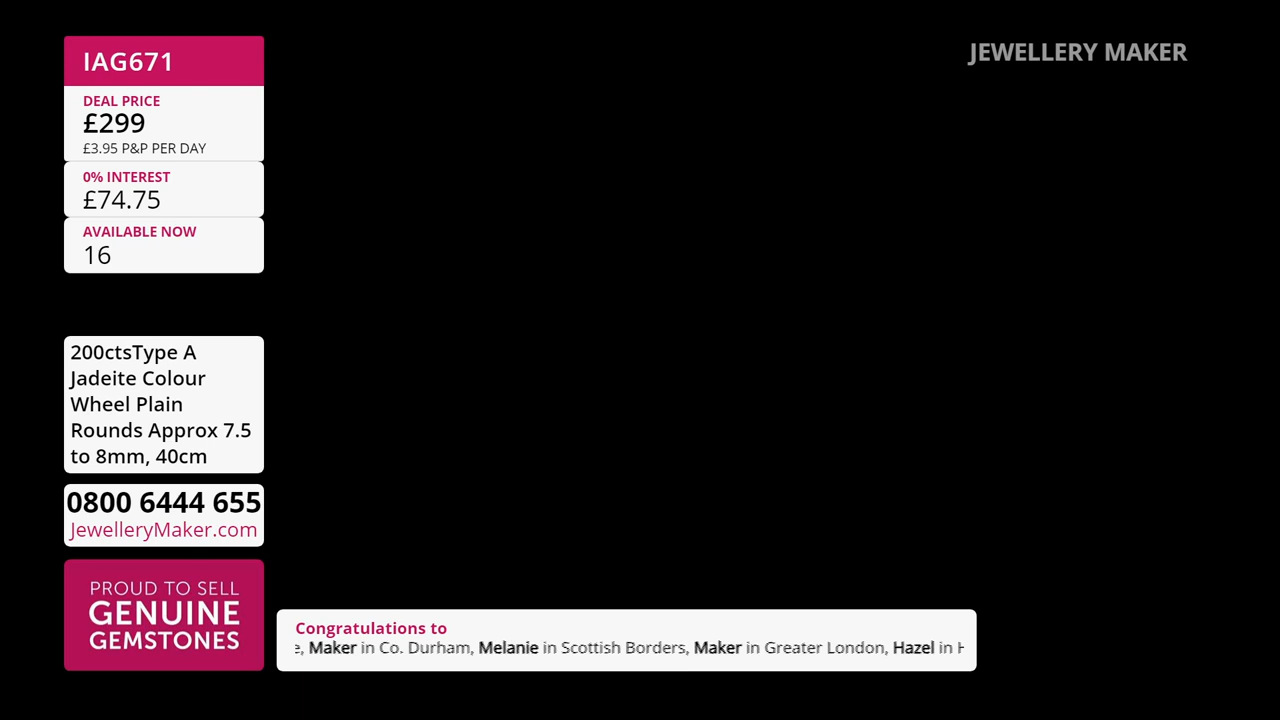 IAG671
DEAL PRICE
£299
£3.95 P&P PER DAY
0% INTEREST
£74.75
AVAILABLE NOW
16
200ctsType A
Jadeite Colour
Wheel Plain
Rounds Approx 7.5
to 8mm, 40cm
0800 6444 655
JewelleryMaker.com
PROUD TO SELL
GENUINE
GEMSTONES
JEWELLERY MAKER
Congratulations to
Maker in Co. Durham, Melanie in Scottish Borders, Maker in Greater London, Hazel in